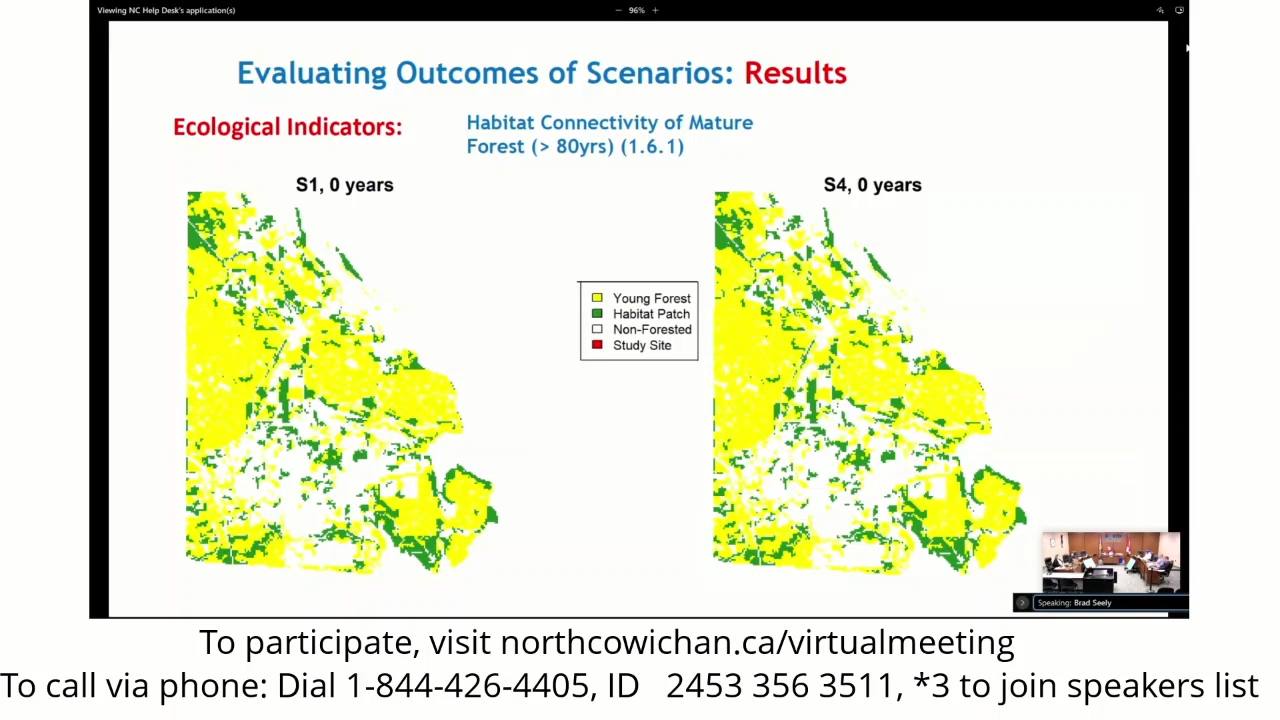 Viewing NC Help Desk's application(s)
− 96% +
Evaluating Outcomes of Scenarios: Results
Ecological Indicators:
Habitat Connectivity of Mature
Forest (> 80yrs) (1.6.1)
S1, 0 years
S4, 0 years
Young Forest
Habitat Patch
Non-Forested
Study Site
Speaking: Brad Seely
To participate, visit northcowichan.ca/virtualmeeting
To call via phone: Dial 1-844-426-4405, ID 2453 356 3511, *3 to join speakers list